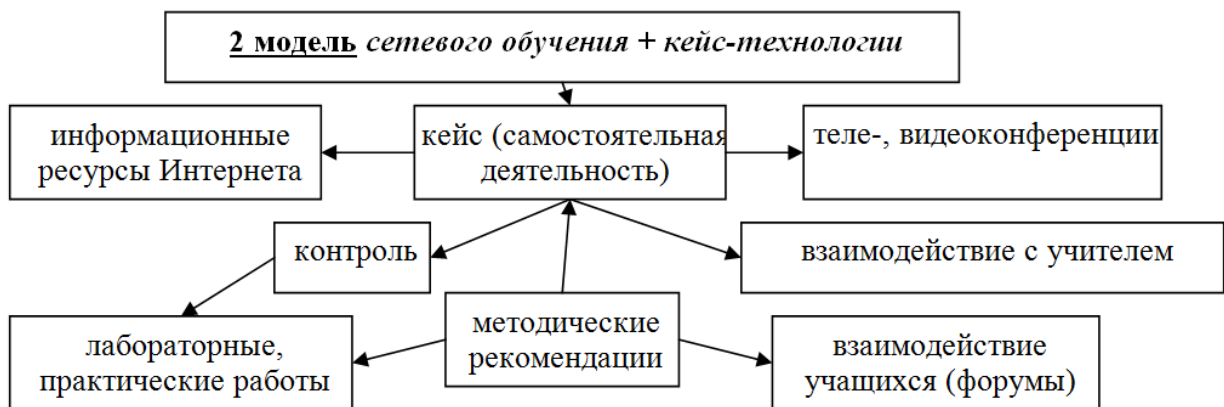 2 модель сетевого обучения + кейс-технологии
информационные
ресурсы Интернета
кейс (самостоятельная
деятельность)
теле-, видеоконференции
контроль
взаимодействие с учителем
лабораторные,
практические работы
методические
рекомендации
взаимодействие
учащихся (форумы)